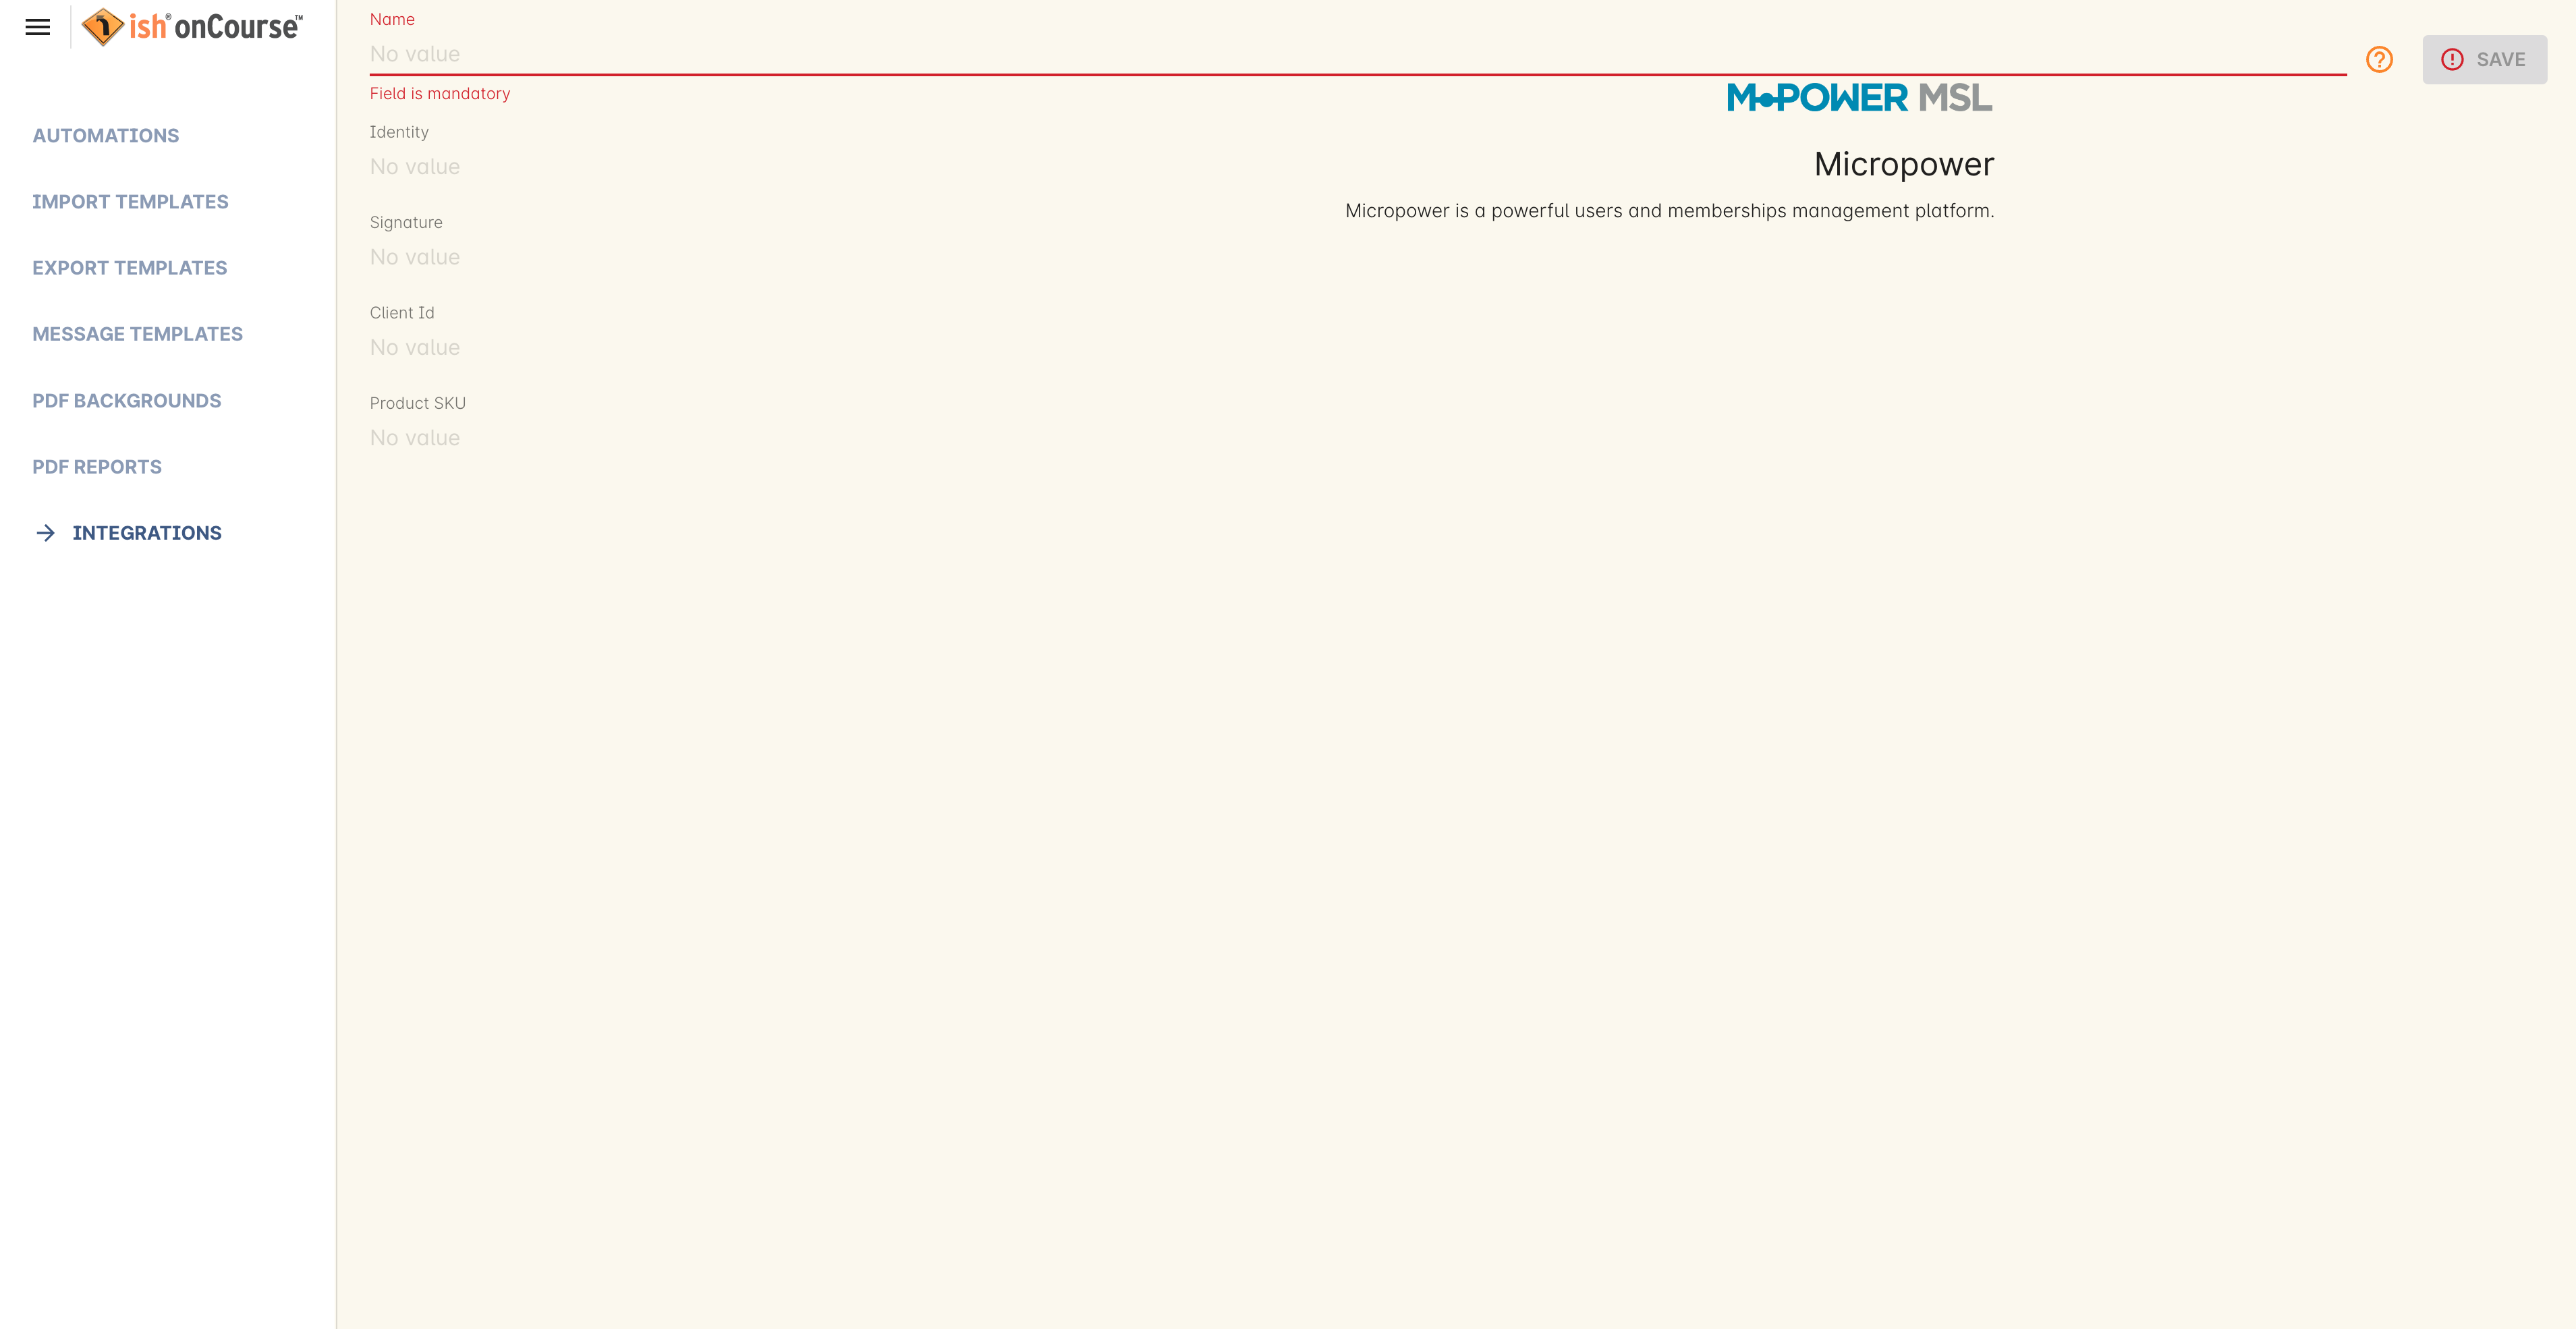 ish® onCourse™
AUTOMATIONS
IMPORT TEMPLATES
EXPORT TEMPLATES
MESSAGE TEMPLATES
PDF BACKGROUNDS
PDF REPORTS
INTEGRATIONS
Name
No value
Field is mandatory
SAVE
Identity
No value
Signature
No value
Client Id
No value
Product SKU
No value
M●POWER MSL
Micropower
Micropower is a powerful users and memberships management platform.